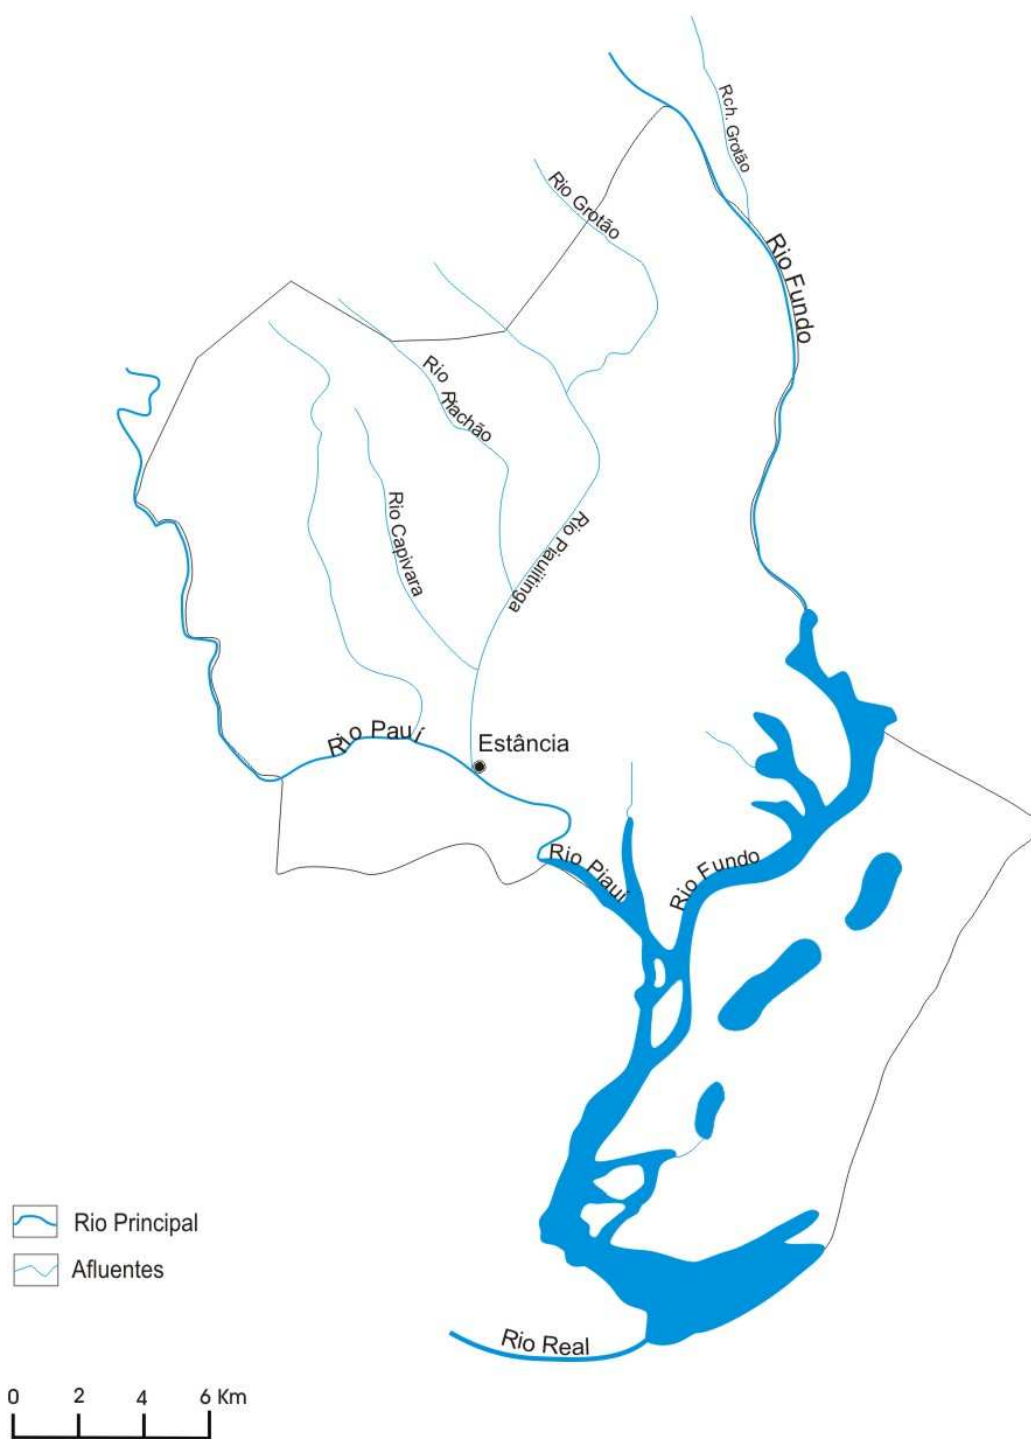 Rch. Grotão
Rio Grotão
Rio Fundo
Rio Riachão
Rio Capivara
Rio Piauitinga
Rio Pauí
Estância
Rio Piauí
Rio Fundo
Rio Principal
Afluentes
Rio Real
0 2 4 6 Km